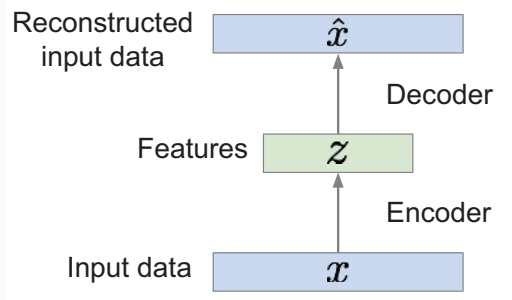 Reconstructed
input data
x̂
Decoder
Features
z
Encoder
Input data
x